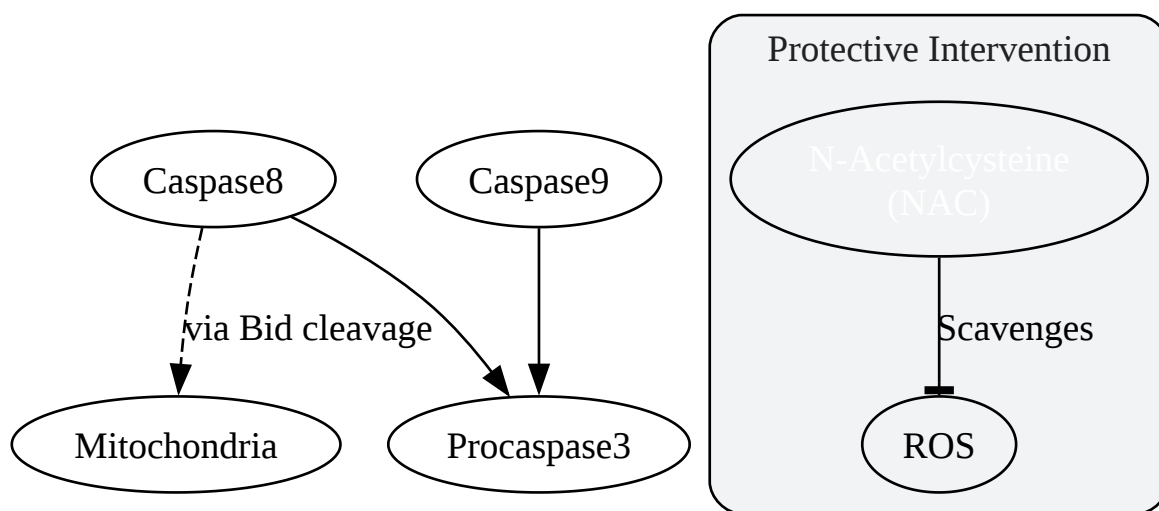 Protective Intervention
N-Acetylcysteine
(NAC)
Caspase8
Caspase9
via Bid cleavage
Scavenges
Mitochondria
Procaspase3
ROS